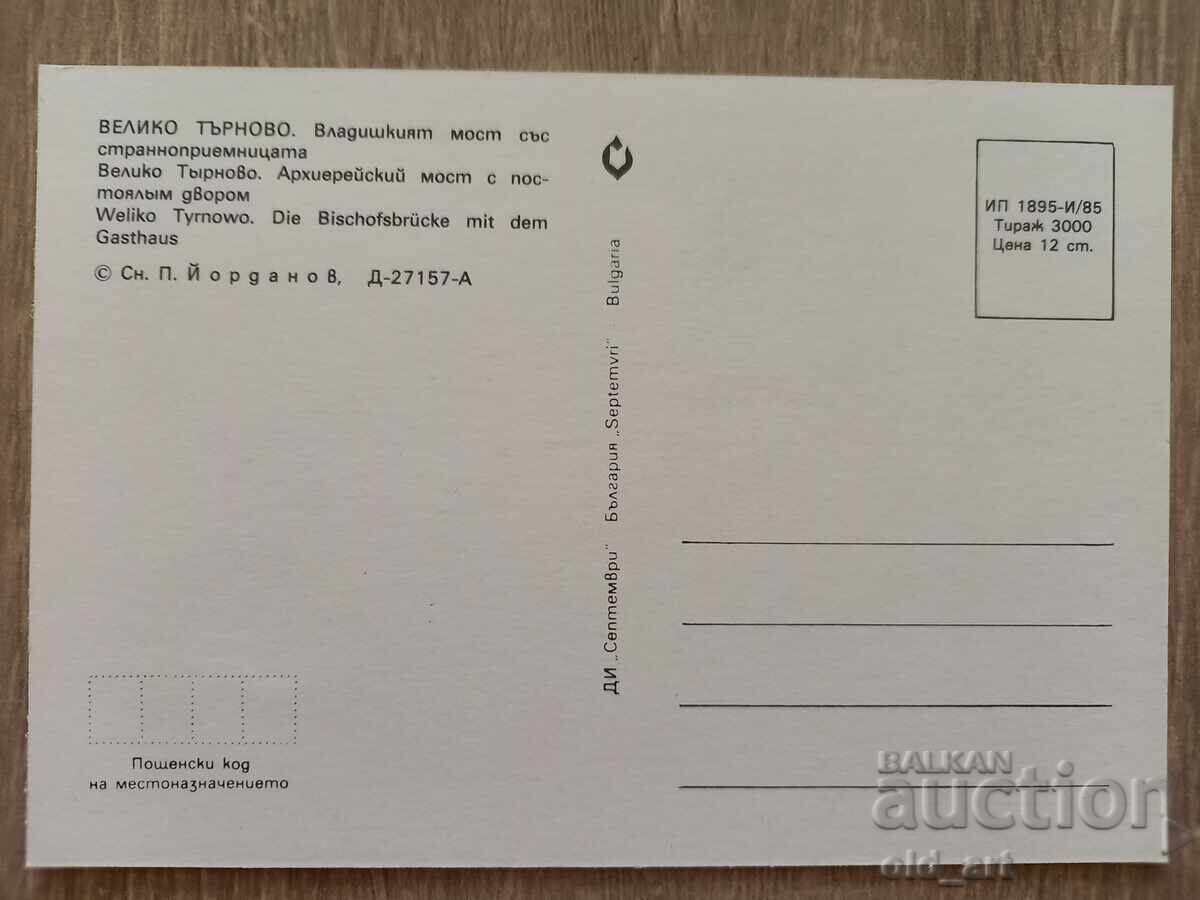 ВЕЛИКО ТЪРНОВО. Владишкият мост със
странноприемницата
Велико Тырново. Архиерейский мост с пос-
тоялым двором
Weliko Tyrnowo. Die Bischofsbrücke mit dem
Gasthaus
© Сн. П. Йорданов, Д-27157-А
ДИ „Септември" България „Septemvri" Bulgaria
ИП 1895-И/85
Тираж 3000
Цена 12 ст.
Пощенски код
на местоназначението
BALKAN
auction
old_art